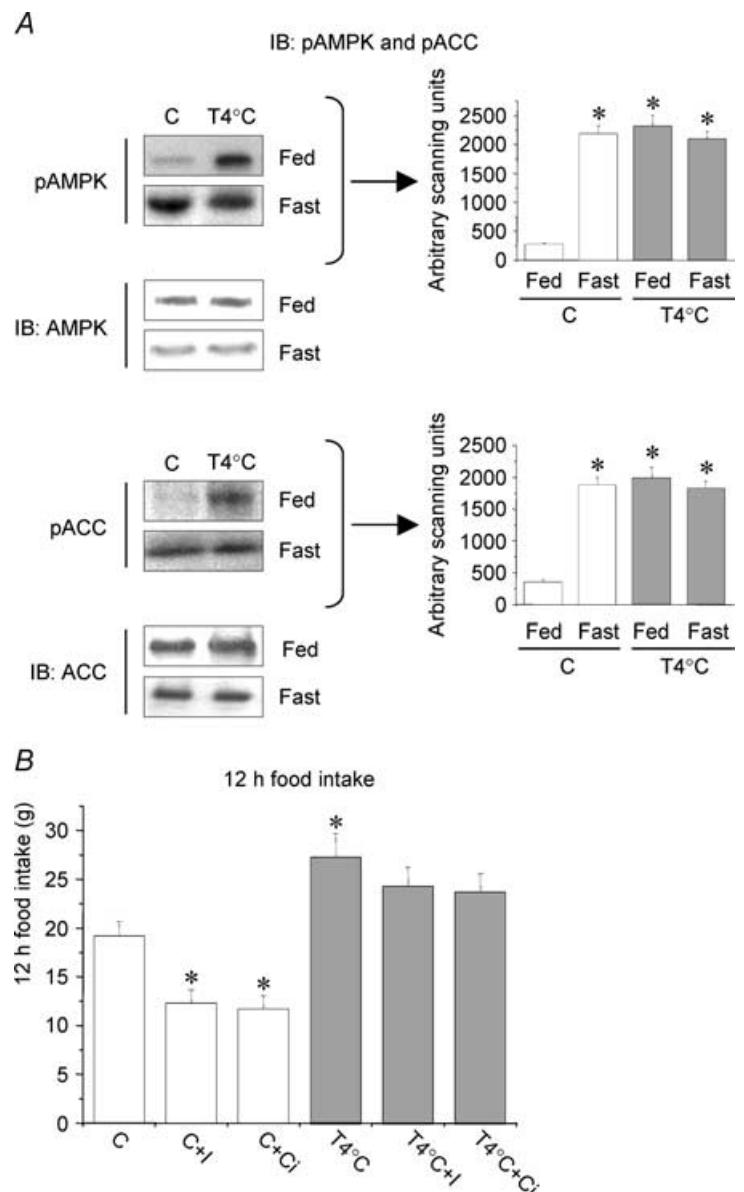 A
IB: pAMPK and pACC
C T4°C
pAMPK
Fed
Fast
IB: AMPK
Fed
Fast
Arbitrary scanning units
2500
2000
1500
1000
500
0
* * *
Fed Fast Fed Fast
C T4°C
C T4°C
pACC
Fed
Fast
IB: ACC
Fed
Fast
Arbitrary scanning units
2500
2000
1500
1000
500
0
* * *
Fed Fast Fed Fast
C T4°C
B
12 h food intake
12 h food intake (g)
30
25
20
15
10
5
0
* * *
C C+I C+Ci T4°C T4°C+I T4°C+Ci